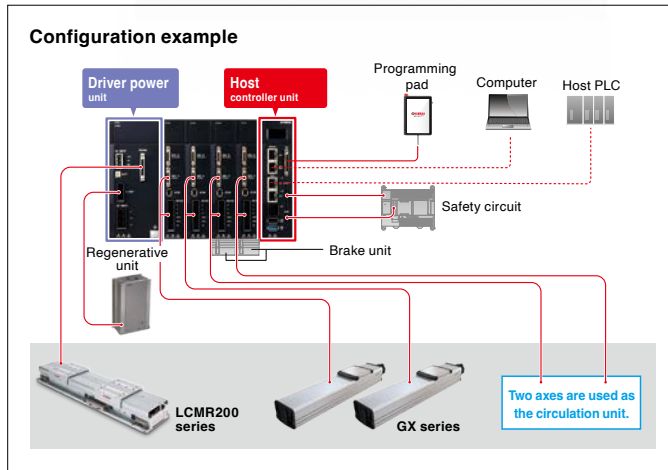 Configuration example
Driver power
unit
Host
controller unit
Programming
pad
Computer
Host PLC
Safety circuit
Brake unit
Regenerative
unit
LCMR200
series
GX series
Two axes are used as
the circulation unit.